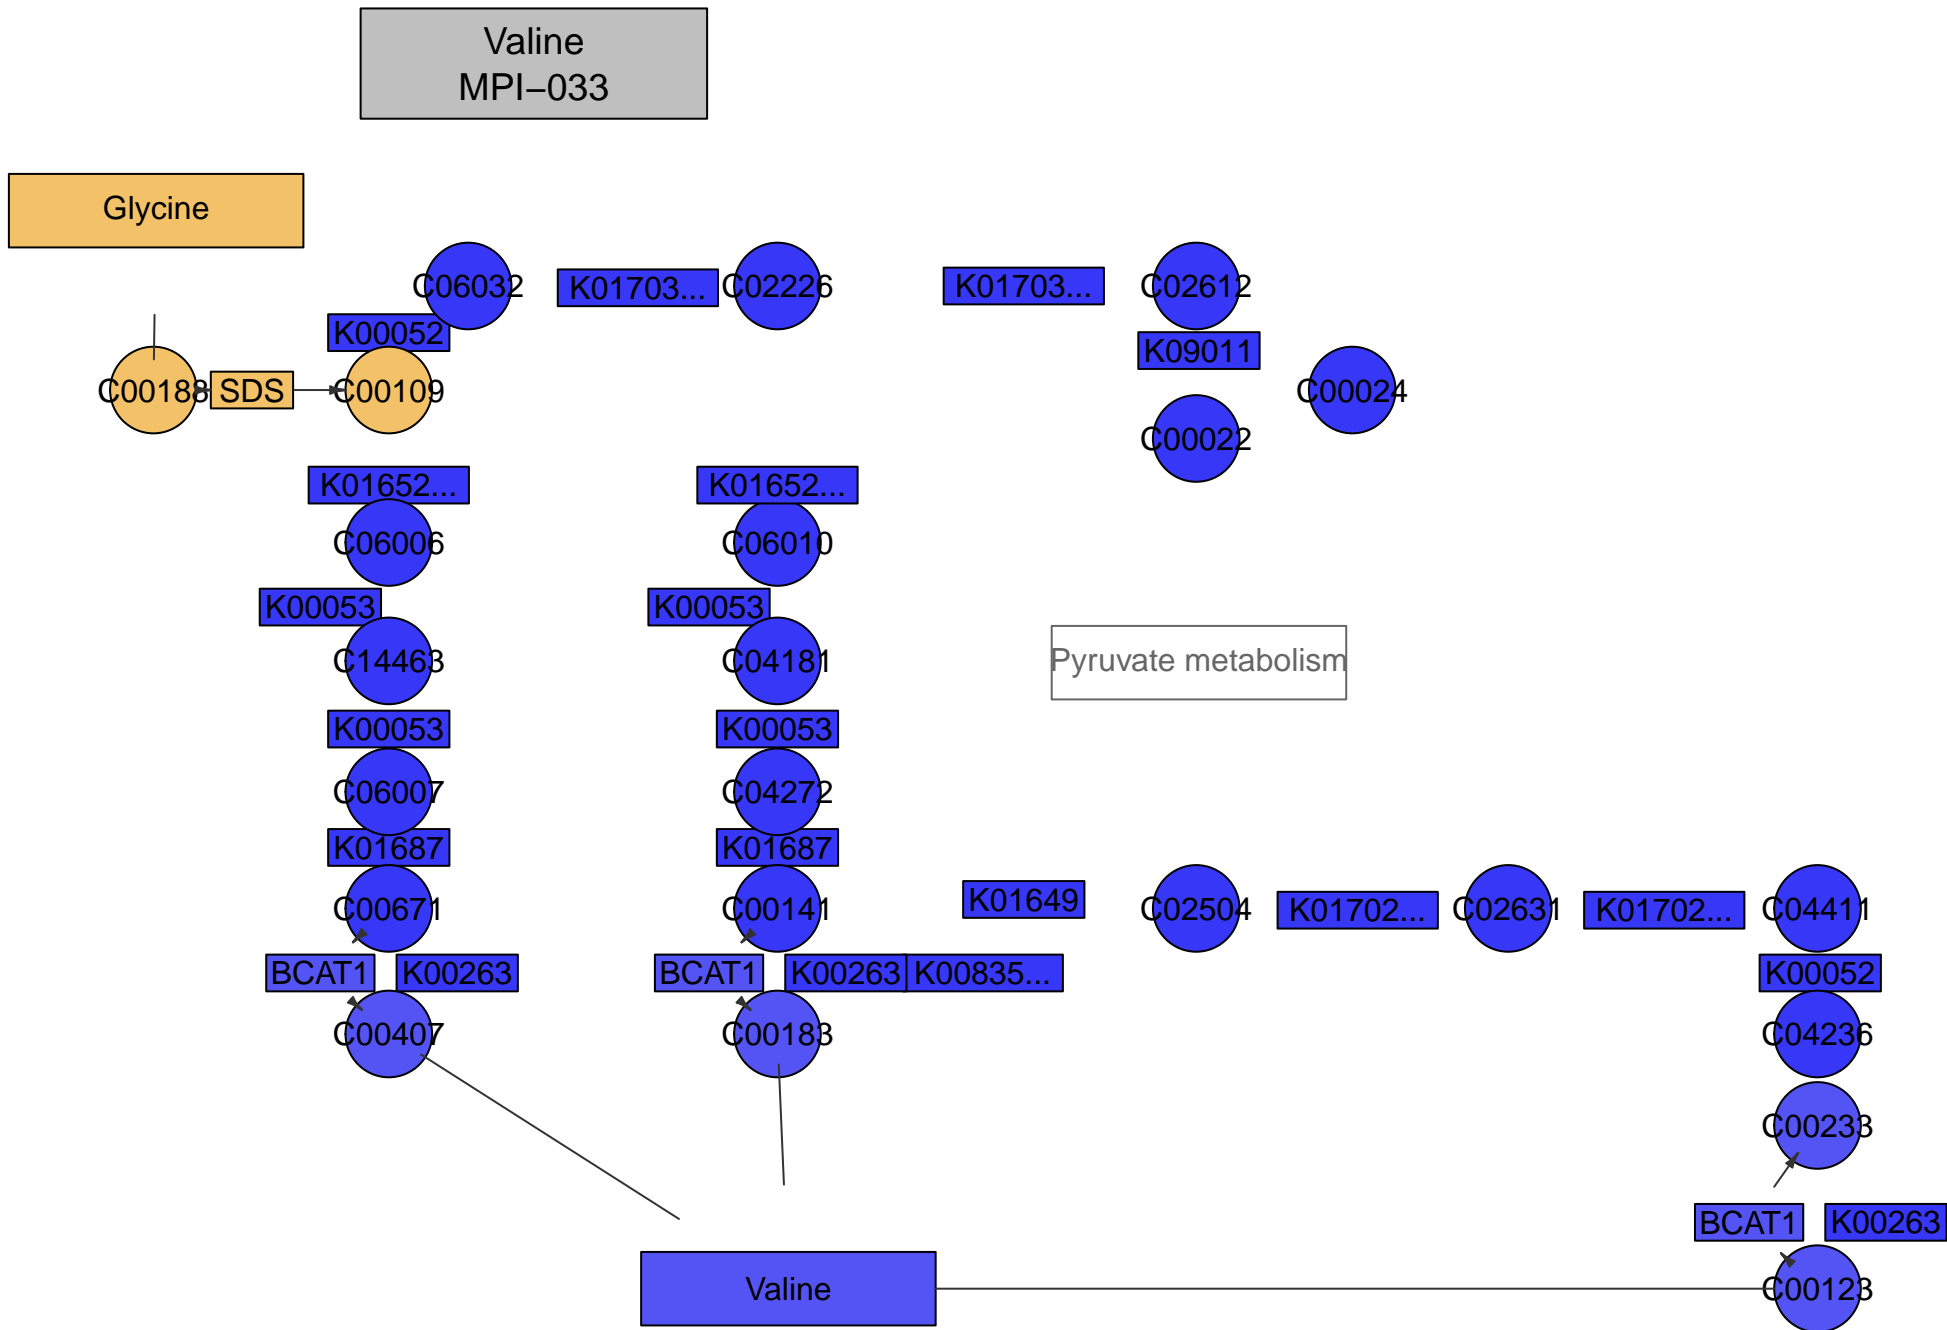 Valine
MPI−033
Glycine
C06032
K01703...
C02226
K01703...
C02612
K00052
K09011
C00188
SDS
C00109
C00024
C00022
K01652...
K01652...
C06006
C06010
K00053
K00053
C14463
C04181
Pyruvate metabolism
K00053
K00053
C06007
C04272
K01687
K01687
C00671
C00141
K01649
C02504
K01702...
C02631
K01702...
C04411
BCAT1
K00263
BCAT1
K00263
K00835...
K00052
C00407
C00183
C04236
C00233
BCAT1
K00263
Valine
C00123